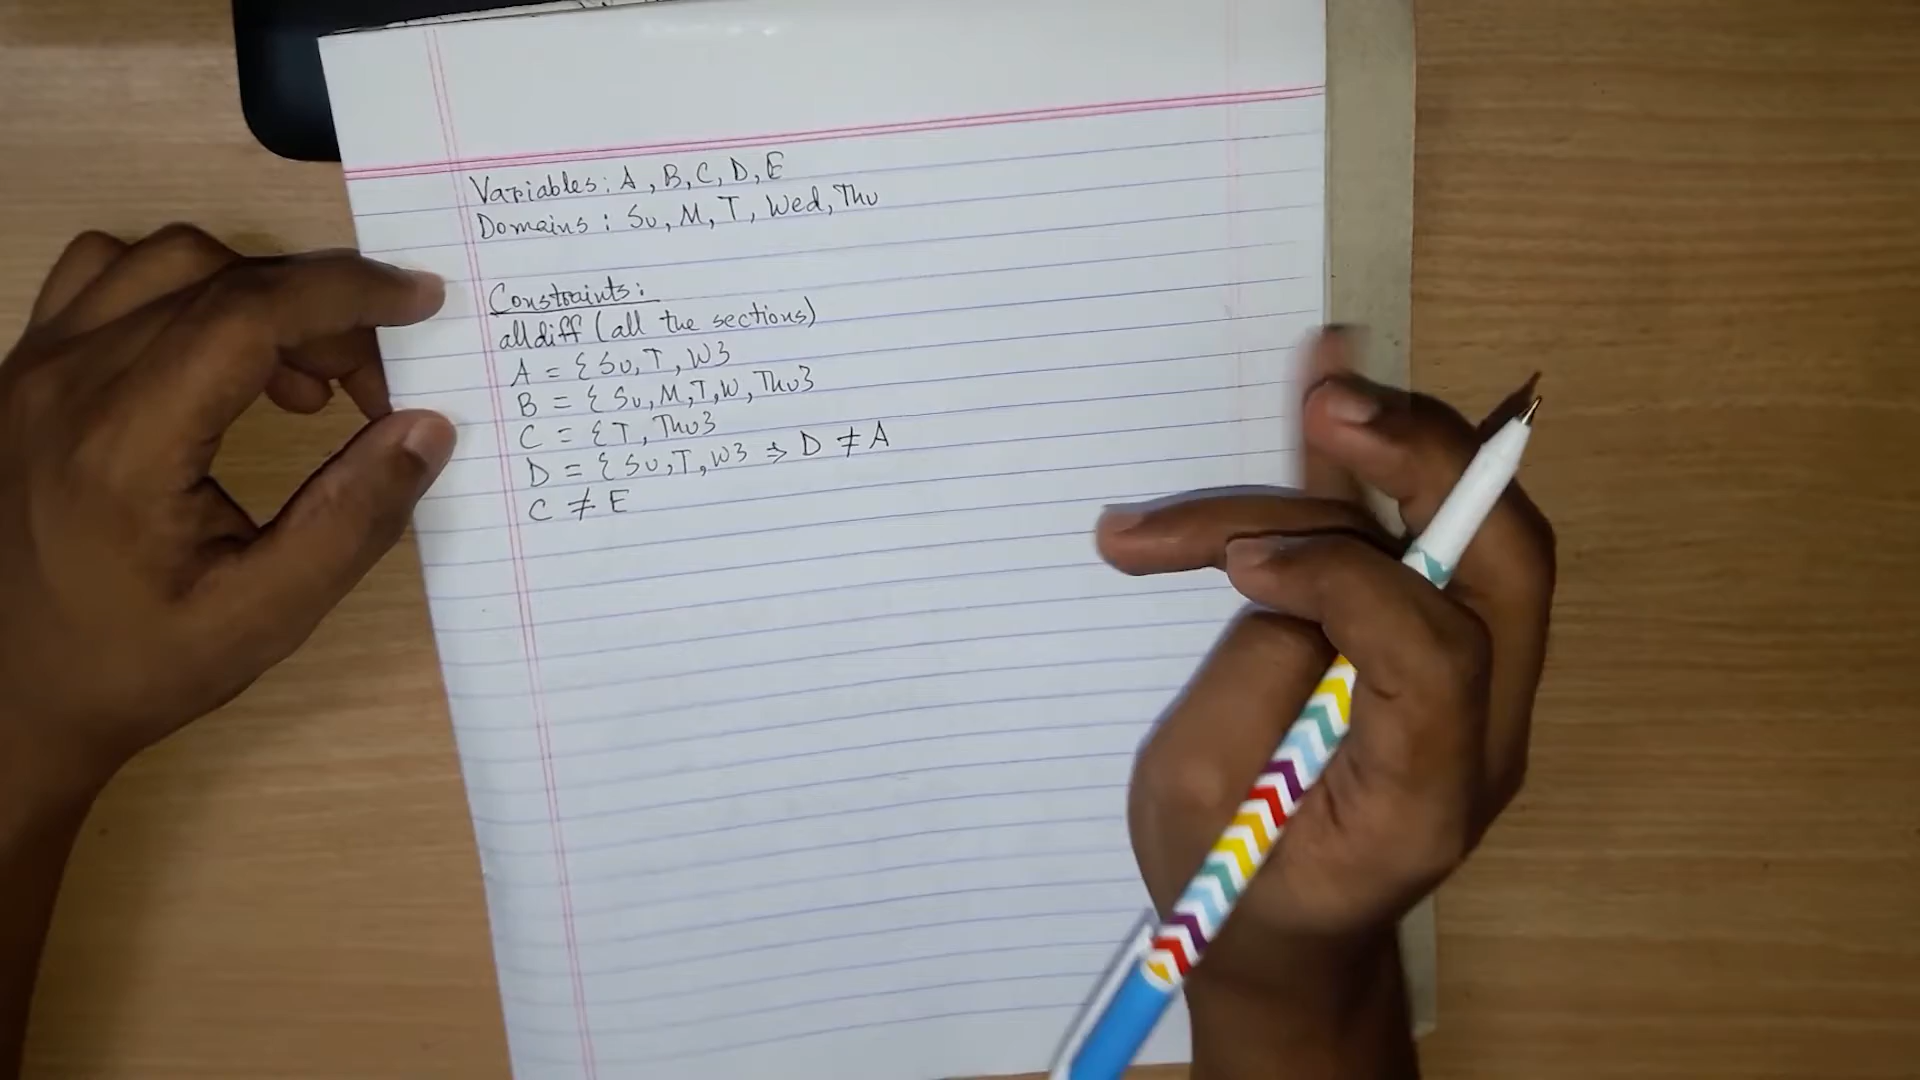 Variables: A, B, C, D, E
Domains: Su, M, T, Wed, Thu
Constraints:
alldiff (all the sections)
A = {Su, T, W}
B = {Su, M, T, W, Thu}
C = {T, Thu}
D = {Su, T, W} ⇒ D ≠ A
C ≠ E